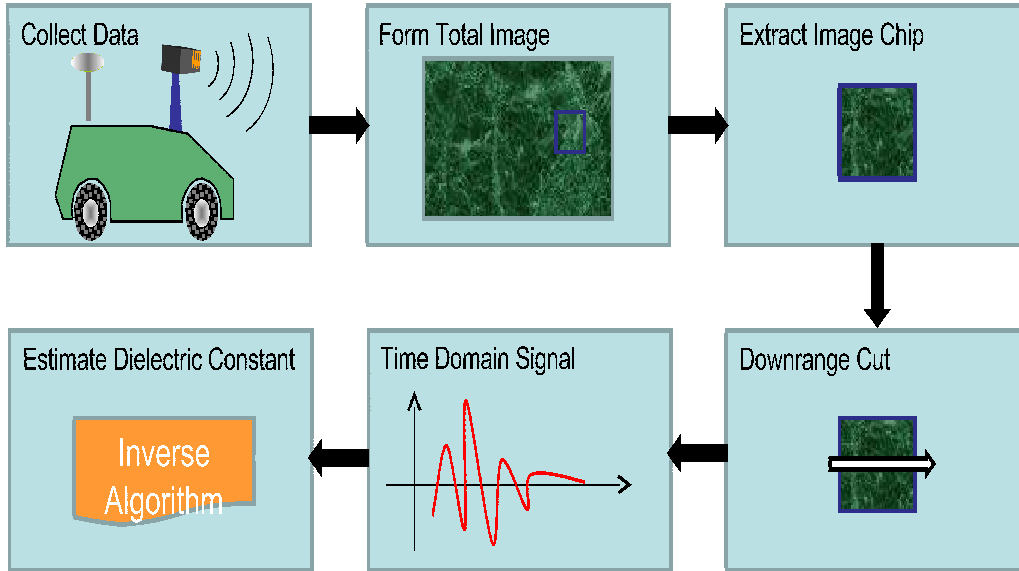 Collect Data
Form Total Image
Extract Image Chip
Downrange Cut
Time Domain Signal
Estimate Dielectric Constant
Inverse
Algorithm